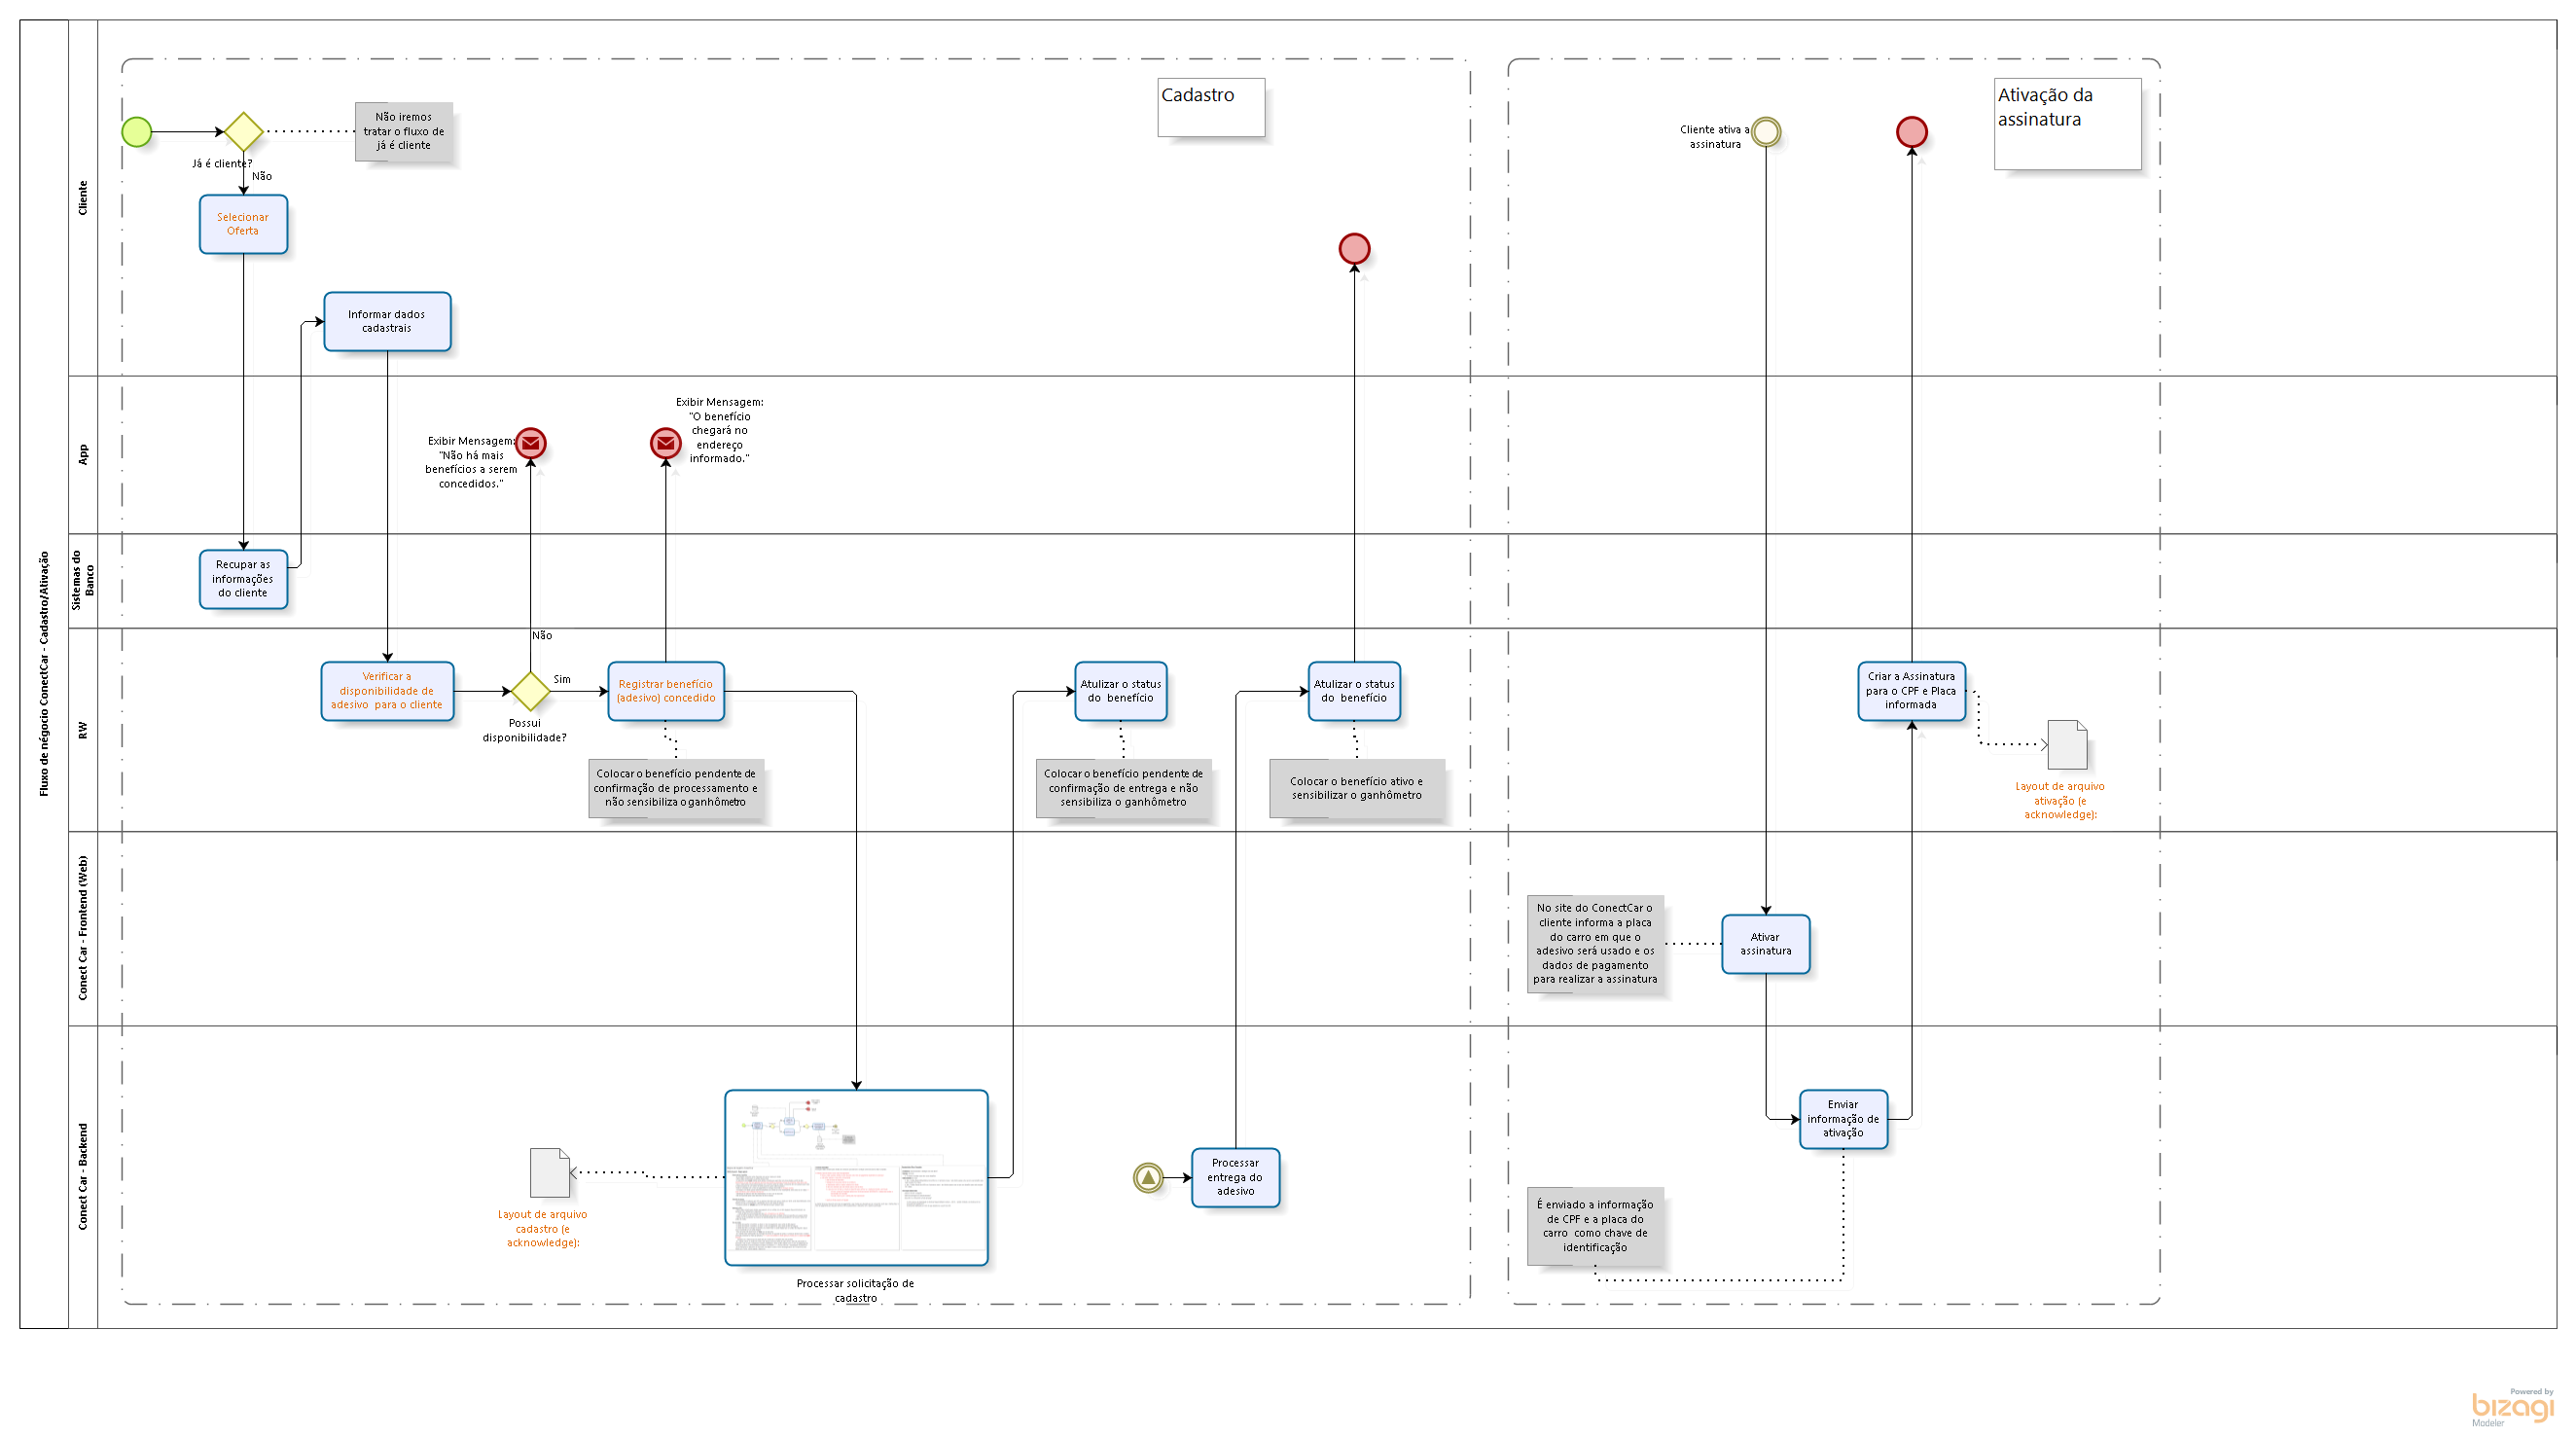 Fluxo de négocio ConectCar - Cadastro/Ativação
Cliente
App
Sistemas do
Banco
RW
Conect Car - Frontend (Web)
Conect Car - Backend
Cadastro
Não iremos
tratar o fluxo de
já é cliente
Já é cliente?
Não
Selecionar
Oferta
Informar dados
cadastrais
Exibir Mensagem:
"Não há mais
benefícios a serem
concedidos."
Exibir Mensagem:
"O benefício
chegará no
endereço
informado."
Recupar as
informações
do cliente
Não
Verificar a
disponibilidade de
adesivo para o cliente
Sim
Possui
disponibilidade?
Registrar benefício
(adesivo) concedido
Colocar o benefício pendente de
confirmação de processamento e
não sensibiliza o ganhômetro
Atulizar o status
do benefício
Colocar o benefício pendente de
confirmação de entrega e não
sensibiliza o ganhômetro
Atulizar o status
do benefício
Colocar o benefício ativo e
sensibilizar o ganhômetro
Layout de arquivo
cadastro (e
acknowledge):
Processar solicitação de
cadastro
Processar
entrega do
adesivo
Ativação da
assinatura
Cliente ativa a
assinatura
Criar a Assinatura
para o CPF e Placa
informada
Layout de arquivo
ativação (e
acknowledge):
No site do ConectCar o
cliente informa a placa
do carro em que o
adesivo será usado e os
dados de pagamento
para realizar a assinatura
Ativar
assinatura
Enviar
informação de
ativação
É enviado a informação
de CPF e a placa do
carro como chave de
identificação
Powered by
bizagi
Modeler